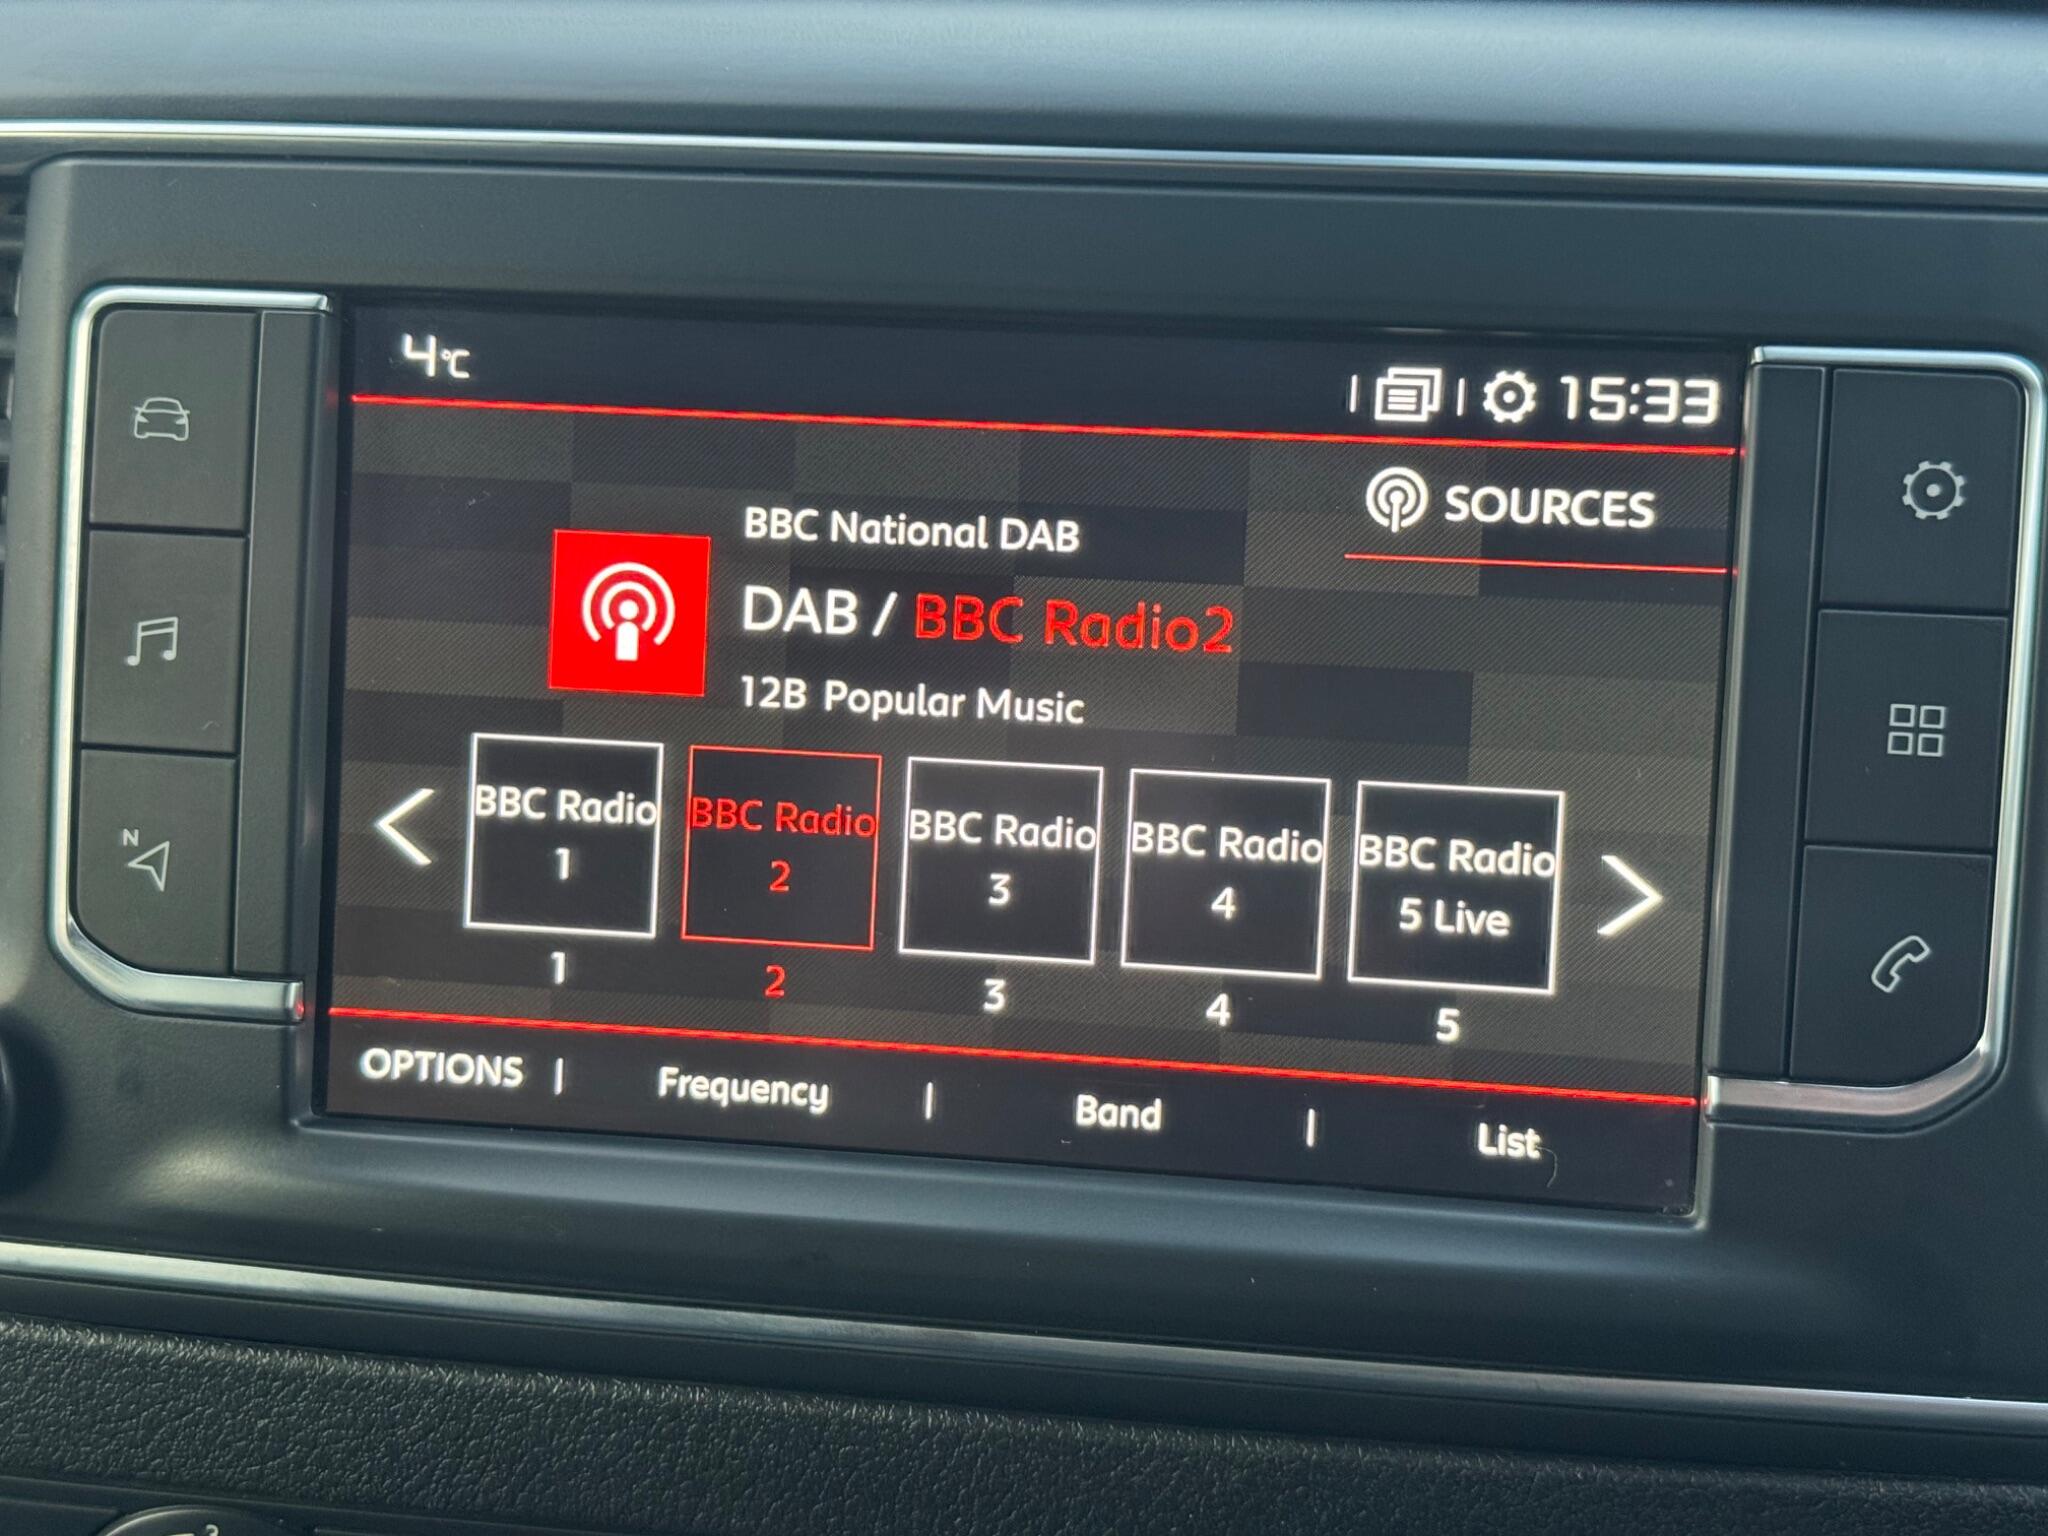 4°C
15:33
SOURCES
BBC National DAB
DAB / BBC Radio2
12B Popular Music
BBC Radio
1
BBC Radio
2
BBC Radio
3
BBC Radio
4
BBC Radio
5 Live
1
2
3
4
5
OPTIONS | Frequency | Band | List
N
3